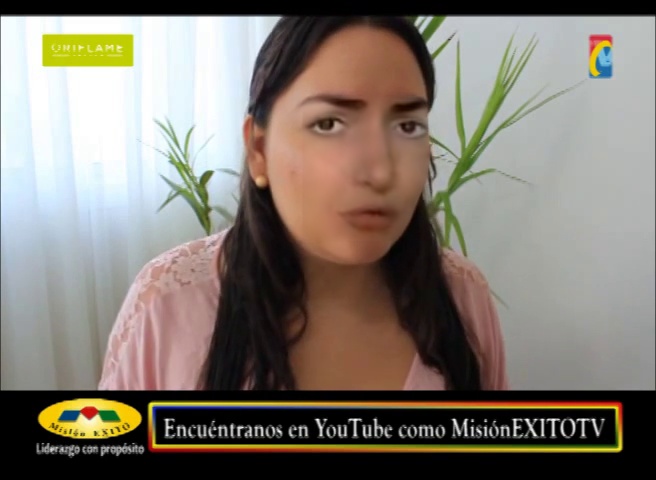 ORIFLAME
Misión EXITO
Liderazgo con propósito
Encuéntranos en YouTube como MisiónEXITOTV